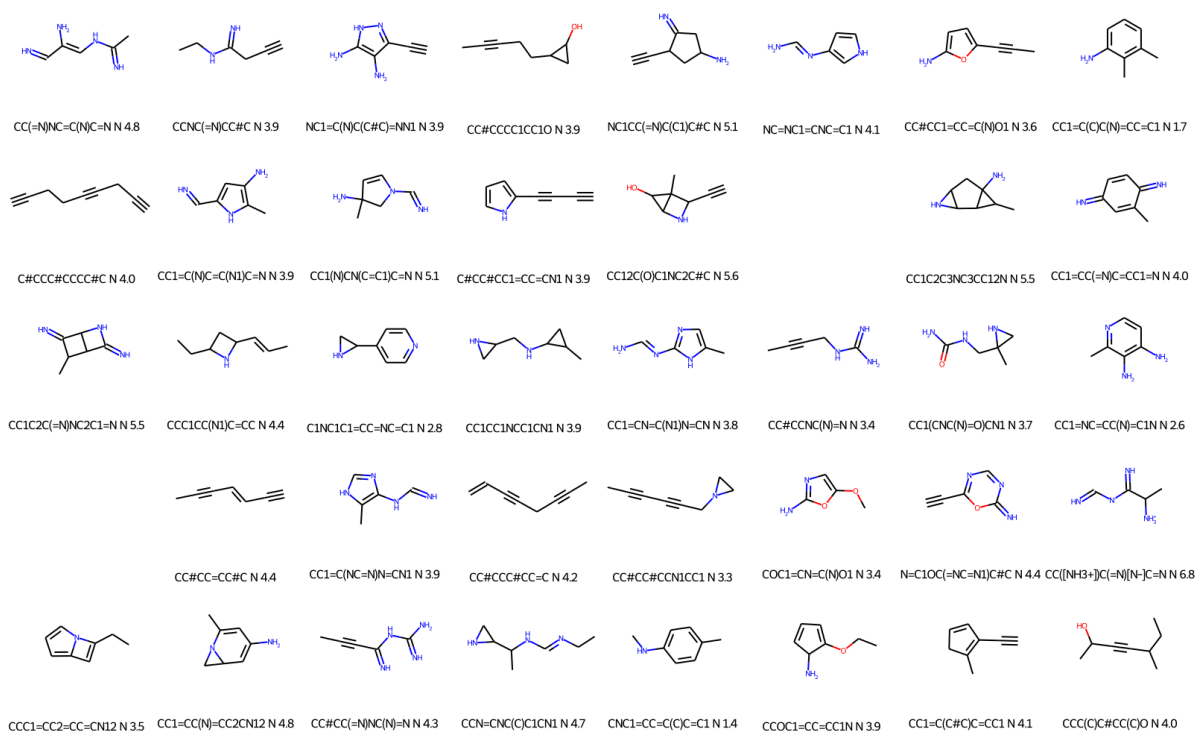 CC(=N)NC=C(N)C=N N 4.8
CCNC(=N)CC#C N 3.9
NC1=C(N)C(C#C)=NN1 N 3.9
CC#CCCC1CC1O N 3.9
NC1CC(=N)C(C1)C#C N 5.1
NC=NC1=CNC=C1 N 4.1
CC#CC1=CC=C(N)O1 N 3.6
CC1=C(C)C(N)=CC=C1 N 1.7
C#CCC#CCCC#C N 4.0
CC1=C(N)C=C(N1)C=N N 3.9
CC1(N)CN(C=C1)C=N N 5.1
C#CC#CC1=CC=CN1 N 3.9
CC12C(O)C1NC2C#C N 5.6
CC1C2C3NC3CC12N N 5.5
CC1=CC(=N)C=CC1=N N 4.0
CC1C2C(=N)NC2C1=N N 5.5
CCC1CC(N1)C=CC N 4.4
C1NC1C1=CC=NC=C1 N 2.8
CC1CC1NCC1CN1 N 3.9
CC1=CN=C(N1)N=CN N 3.8
CC#CCNC(N)=N N 3.4
CC1(CNC(N)=O)CN1 N 3.7
CC1=NC=CC(N)=C1N N 2.6
CC#CC=CC#C N 4.4
CC1=C(NC=N)N=CN1 N 3.9
CC#CCC#CC=C N 4.2
CC#CC#CCN1CC1 N 3.3
COC1=CN=C(N)O1 N 3.4
N=C1OC(=NC=N1)C#C N 4.4
CC([NH3+])C(=N)[N-]C=N N 6.8
CCC1=CC2=CC=CN12 N 3.5
CC1=CC(N)=CC2CN12 N 4.8
CC#CC(=N)NC(N)=N N 4.3
CCN=CNC(C)C1CN1 N 4.7
CNC1=CC=C(C)C=C1 N 1.4
CCOC1=CC=CC1N N 3.9
CC1=C(C#C)C=CC1 N 4.1
CCC(C)C#CC(C)O N 4.0